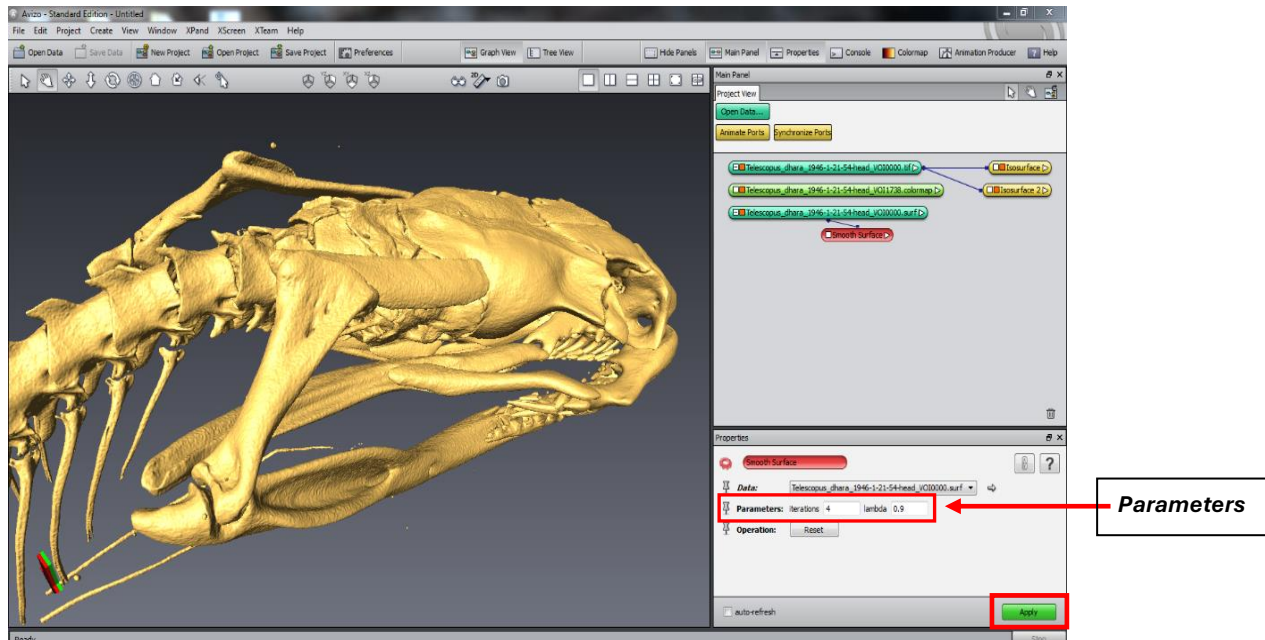 Avizo - Standard Edition - Untitled
File Edit Project Create View Window XPand XScreen XTeam Help
Open Data Save Data New Project Open Project Save Project Preferences Graph View Tree View Hide Panels Main Panel Properties Console Colormap Animation Producer Help
2D
Main Panel
Project View
Open Data...
Animate Ports Synchronize Ports
Telescopus_dhara_1946-1-21-54-head_VOI0000.tif Isosurface
Telescopus_dhara_1946-1-21-54-head_VOI1738.colormap Isosurface 2
Telescopus_dhara_1946-1-21-54-head_VOI0000.surf
Smooth Surface
Properties
Smooth Surface ?
Data: Telescopus_dhara_1946-1-21-54-head_VOI0000.surf
Parameters: iterations 4 lambda 0.9
Parameters
Operation: Reset
auto-refresh Apply
Ready Stop